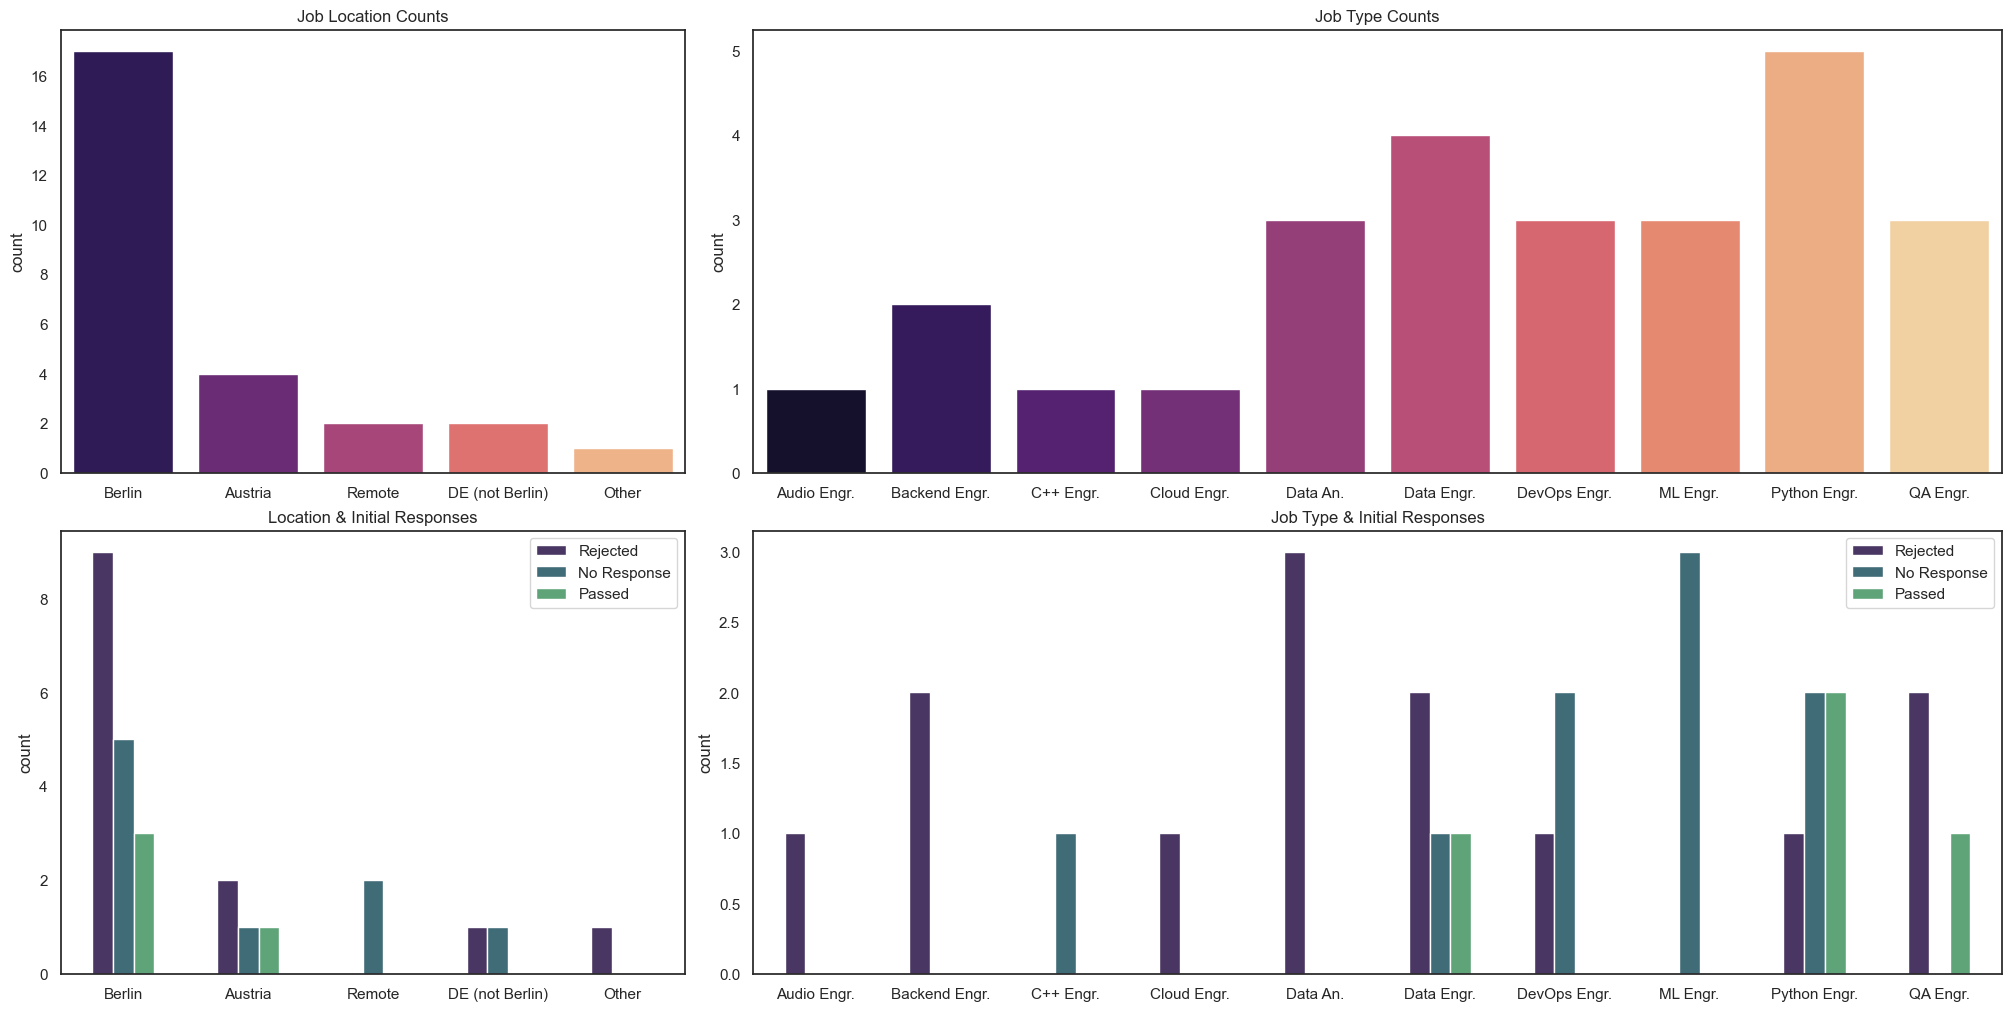 Job Location Counts
count
16
14
12
10
8
6
4
2
0
Berlin Austria Remote DE (not Berlin) Other
Job Type Counts
count
5
4
3
2
1
0
Audio Engr. Backend Engr. C++ Engr. Cloud Engr. Data An. Data Engr. DevOps Engr. ML Engr. Python Engr. QA Engr.
Location & Initial Responses
Rejected
No Response
Passed
count
8
6
4
2
0
Berlin Austria Remote DE (not Berlin) Other
Job Type & Initial Responses
Rejected
No Response
Passed
count
3.0
2.5
2.0
1.5
1.0
0.5
0.0
Audio Engr. Backend Engr. C++ Engr. Cloud Engr. Data An. Data Engr. DevOps Engr. ML Engr. Python Engr. QA Engr.